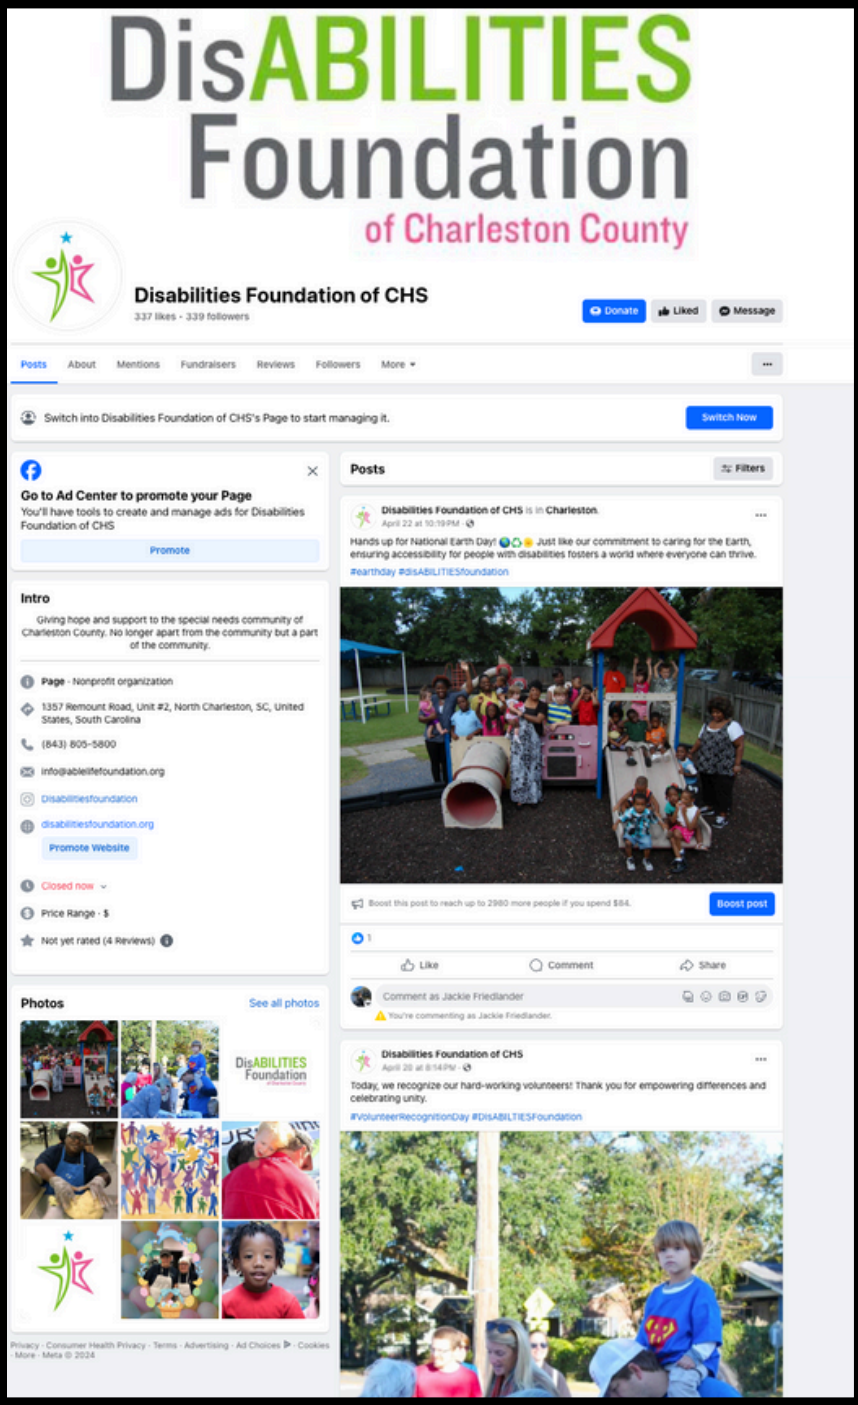 DisABILITIES
Foundation
of Charleston County
Disabilities Foundation of CHS
337 likes • 339 followers
Donate
Liked
Message
Posts
About
Mentions
Fundraisers
Reviews
Followers
More
Switch into Disabilities Foundation of CHS's Page to start managing it.
Switch Now
Go to Ad Center to promote your Page
You'll have tools to create and manage ads for Disabilities
Foundation of CHS
Promote
Intro
Giving hope and support to the special needs community of
Charleston County. No longer apart from the community but a part
of the community.
Page · Nonprofit organization
1357 Remount Road, Unit #2, North Charleston, SC, United
States, South Carolina
(843) 805-5800
info@ablelifefoundation.org
Disabilitiesfoundation
disabilitiesfoundation.org
Promote Website
Closed now
Price Range · $
Not yet rated (4 Reviews)
Photos
See all photos
DisABILITIES
Foundation
Privacy · Consumer Health Privacy · Terms · Advertising · Ad Choices · Cookies
· More · Meta © 2024
Posts
Filters
Disabilities Foundation of CHS is in Charleston.
April 22 at 10:19 PM ·
Hands up for National Earth Day! 🌎♻️☀️ Just like our commitment to caring for the Earth,
ensuring accessibility for people with disabilities fosters a world where everyone can thrive.
#earthday #disABILITIESfoundation
Boost this post to reach up to 2980 more people if you spend $84.
Boost post
1
Like
Comment
Share
Comment as Jackie Friedlander
You're commenting as Jackie Friedlander.
Disabilities Foundation of CHS
April 20 at 8:14 PM ·
Today, we recognize our hard-working volunteers! Thank you for empowering differences and
celebrating unity.
#VolunteerRecognitionDay #DisABILTIESFoundation